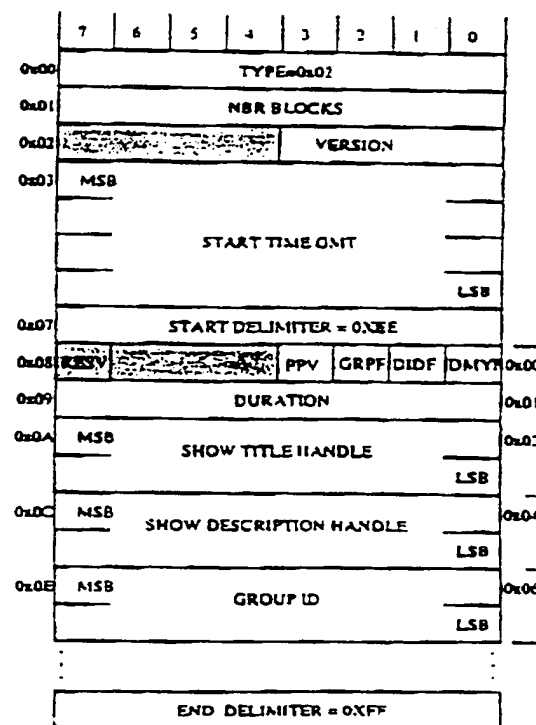 7 6 5 4 3 2 1 0
0x00 TYPE=0x02
0x01 NBR BLOCKS
0x02 VERSION
0x03 MSB
START TIME GMT
LSB
0x07 START DELIMITER = 0XEE
0x08 RESV PPV GRPF DIDF DMYF 0x00
0x09 DURATION 0x01
0x0A MSB
SHOW TITLE HANDLE
LSB
0x0C MSB 0x04
SHOW DESCRIPTION HANDLE
LSB
0x0E MSB 0x06
GROUP ID
LSB
END DELIMITER = 0XFF